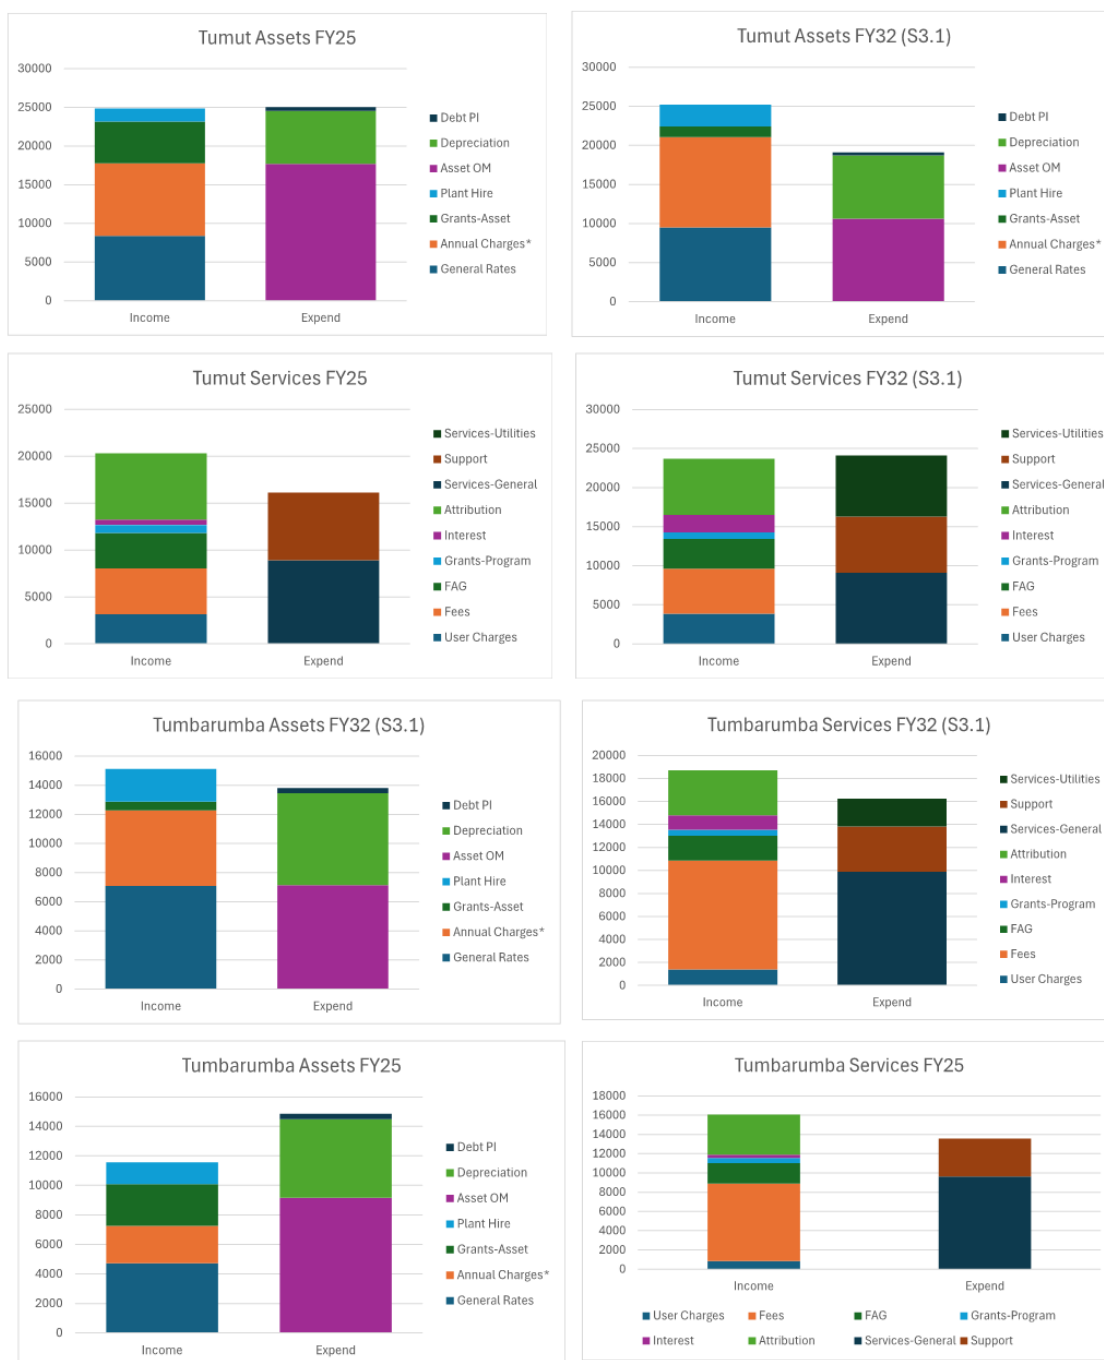 Tumut Assets FY25
30000
25000
20000
15000
10000
5000
0
Income
Expend
Debt PI
Depreciation
Asset OM
Plant Hire
Grants-Asset
Annual Charges*
General Rates
Tumut Assets FY32 (S3.1)
30000
25000
20000
15000
10000
5000
0
Income
Expend
Debt PI
Depreciation
Asset OM
Plant Hire
Grants-Asset
Annual Charges*
General Rates
Tumut Services FY25
25000
20000
15000
10000
5000
0
Income
Expend
Services-Utilities
Support
Services-General
Attribution
Interest
Grants-Program
FAG
Fees
User Charges
Tumut Services FY32 (S3.1)
30000
25000
20000
15000
10000
5000
0
Income
Expend
Services-Utilities
Support
Services-General
Attribution
Interest
Grants-Program
FAG
Fees
User Charges
Tumbarumba Assets FY32 (S3.1)
16000
14000
12000
10000
8000
6000
4000
2000
0
Income
Expend
Debt PI
Depreciation
Asset OM
Plant Hire
Grants-Asset
Annual Charges*
General Rates
Tumbarumba Services FY32 (S3.1)
20000
18000
16000
14000
12000
10000
8000
6000
4000
2000
0
Income
Expend
Services-Utilities
Support
Services-General
Attribution
Interest
Grants-Program
FAG
Fees
User Charges
Tumbarumba Assets FY25
16000
14000
12000
10000
8000
6000
4000
2000
0
Income
Expend
Debt PI
Depreciation
Asset OM
Plant Hire
Grants-Asset
Annual Charges*
General Rates
Tumbarumba Services FY25
18000
16000
14000
12000
10000
8000
6000
4000
2000
0
Income
Expend
User Charges Fees FAG Grants-Program
Interest Attribution Services-General Support